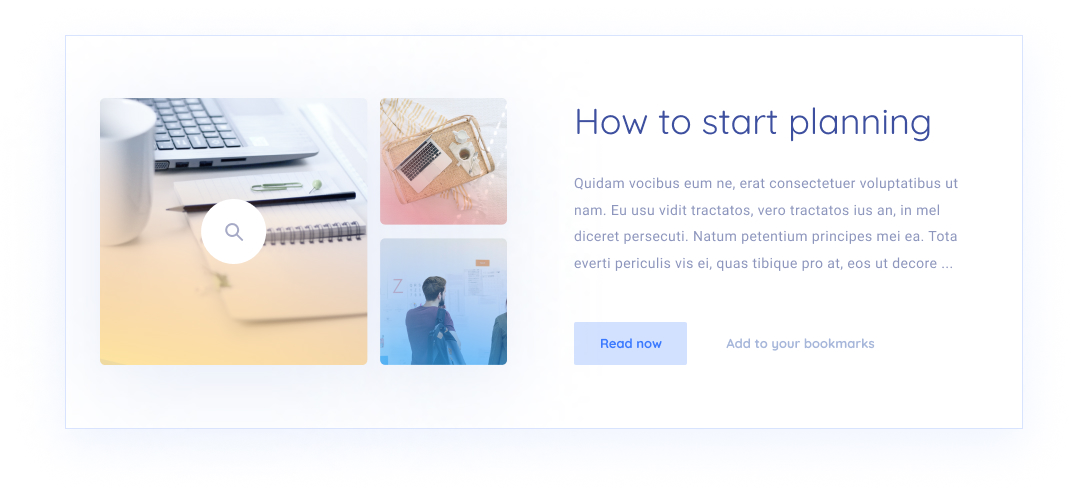 How to start planning
Quidam vocibus eum ne, erat consectetuer voluptatibus ut
nam. Eu usu vidit tractatos, vero tractatos ius an, in mel
diceret persecuti. Natum petentium principes mei ea. Tota
everti periculis vis ei, quas tibique pro at, eos ut decore ...
Z
Read now
Add to your bookmarks